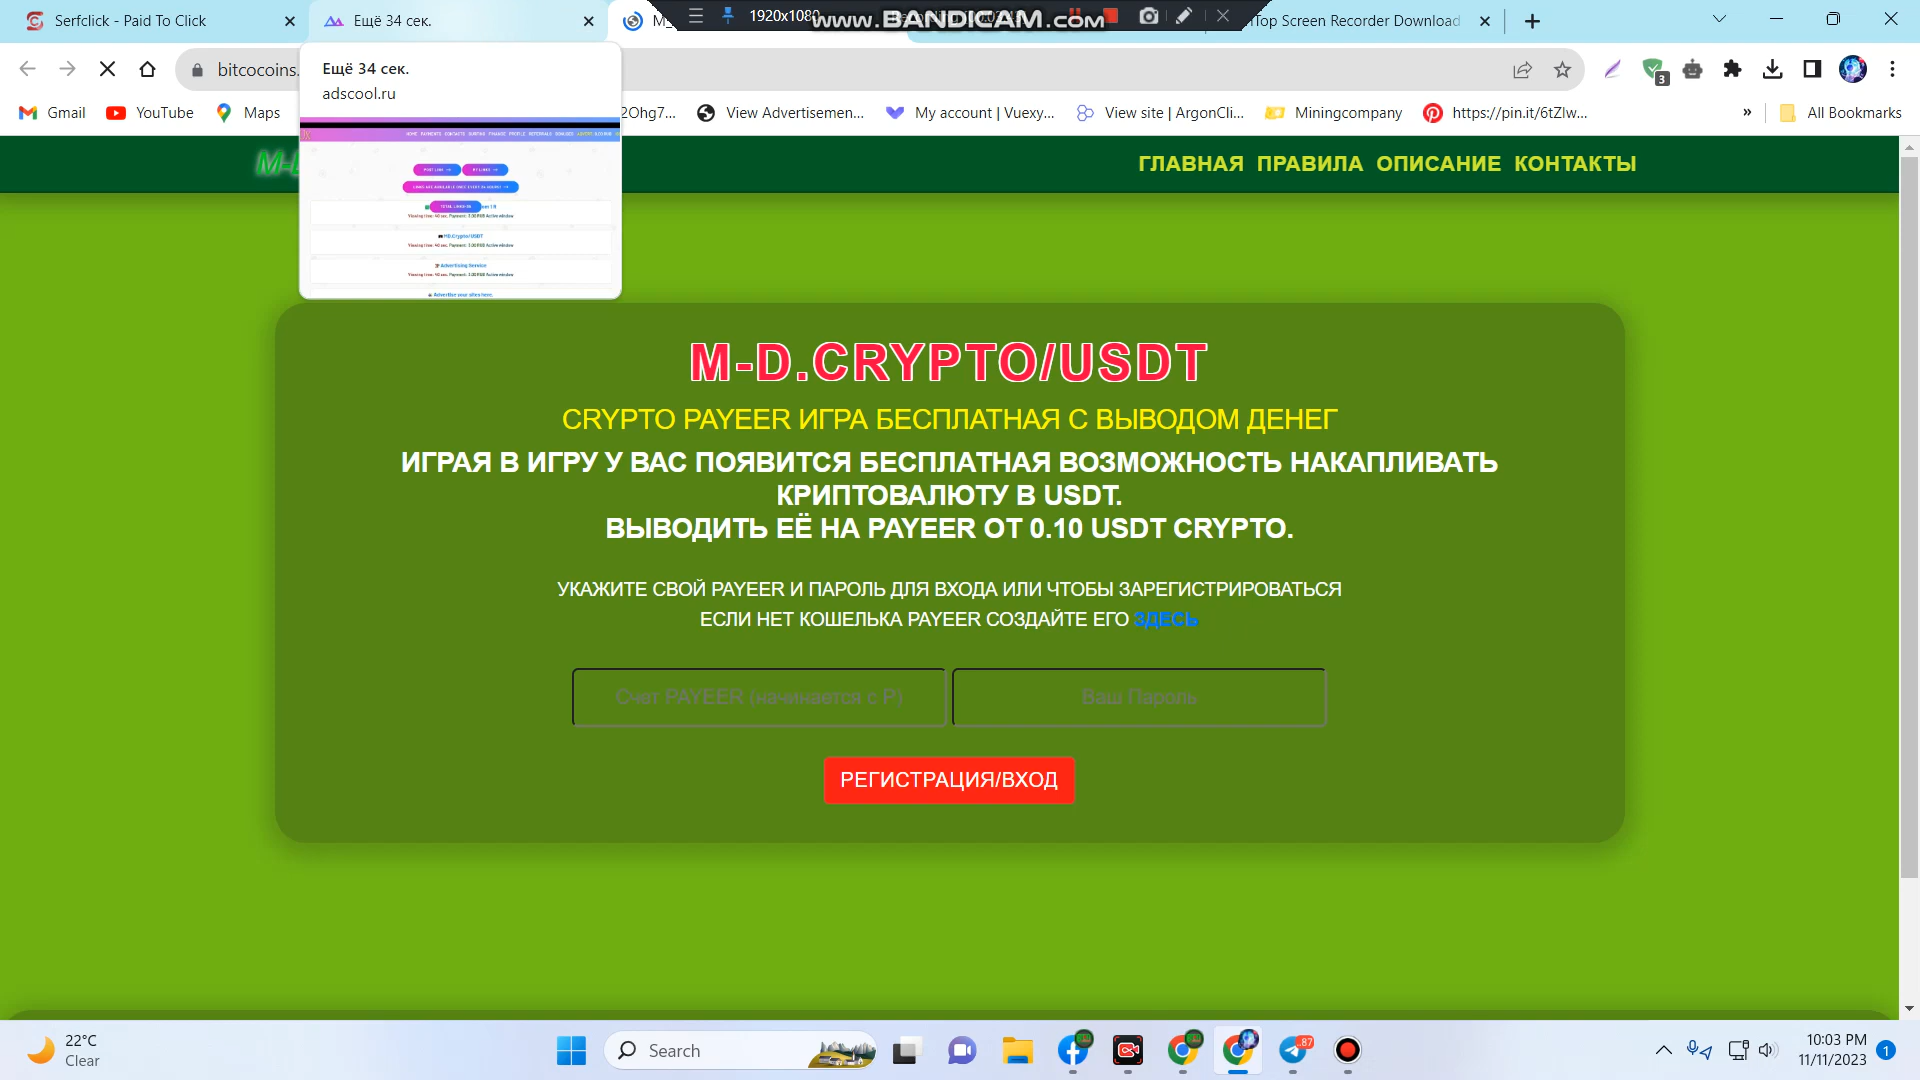 Serfclick - Paid To Click
Ещё 34 сек.
1920x1080
www.BANDICAM.com
Top Screen Recorder Download
bitcocoins.
Ещё 34 сек.
adscool.ru
3
Gmail
YouTube
Maps
2Ohg7...
View Advertisemen...
My account | Vuexy...
View site | ArgonCli...
Miningcompany
https://pin.it/6tZlw...
»
All Bookmarks
ГЛАВНАЯ ПРАВИЛА ОПИСАНИЕ КОНТАКТЫ
M-D.CRYPTO/USDT
CRYPTO PAYEER ИГРА БЕСПЛАТНАЯ С ВЫВОДОМ ДЕНЕГ
ИГРАЯ В ИГРУ У ВАС ПОЯВИТСЯ БЕСПЛАТНАЯ ВОЗМОЖНОСТЬ НАКАПЛИВАТЬ
КРИПТОВАЛЮТУ В USDT.
ВЫВОДИТЬ ЕЁ НА PAYEER ОТ 0.10 USDT CRYPTO.
УКАЖИТЕ СВОЙ PAYEER И ПАРОЛЬ ДЛЯ ВХОДА ИЛИ ЧТОБЫ ЗАРЕГИСТРИРОВАТЬСЯ
ЕСЛИ НЕТ КОШЕЛЬКА PAYEER СОЗДАЙТЕ ЕГО ЗДЕСЬ
Счет PAYEER (начинается с P)
Ваш Пароль
РЕГИСТРАЦИЯ/ВХОД
22°C
Clear
Search
87
10:03 PM
11/11/2023
1